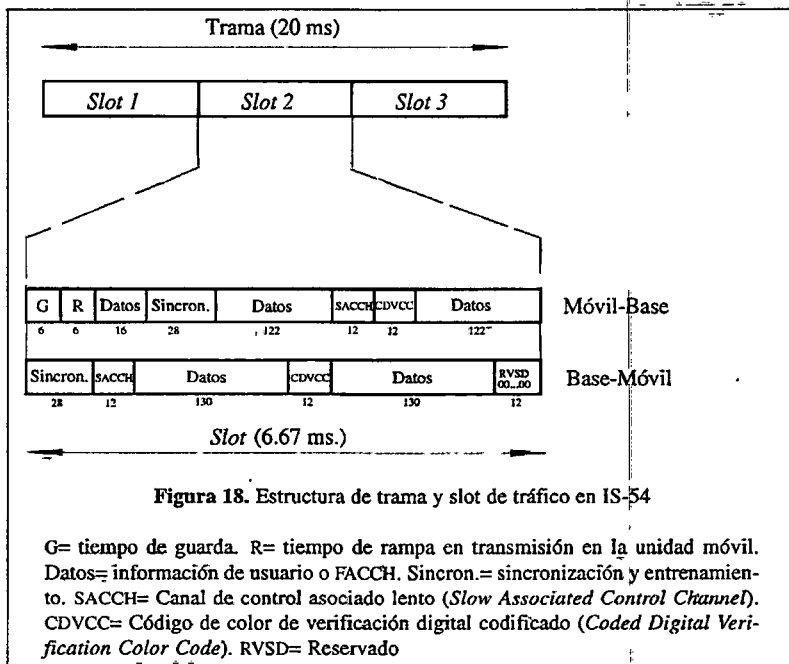 Trama (20 ms)
Slot 1 Slot 2 Slot 3
G R Datos Sincron. Datos SACCH CDVCC Datos Móvil-Base
6 6 16 28 122 12 12 122
Sincron. SACCH Datos CDVCC Datos RVSD 00...00 Base-Móvil
28 12 130 12 130 12
Slot (6.67 ms.)
Figura 18. Estructura de trama y slot de tráfico en IS-54
G= tiempo de guarda. R= tiempo de rampa en transmisión en la unidad móvil.
Datos= información de usuario o FACCH. Sincron.= sincronización y entrenamien-
to. SACCH= Canal de control asociado lento (Slow Associated Control Channel).
CDVCC= Código de color de verificación digital codificado (Coded Digital Veri-
fication Color Code). RVSD= Reservado